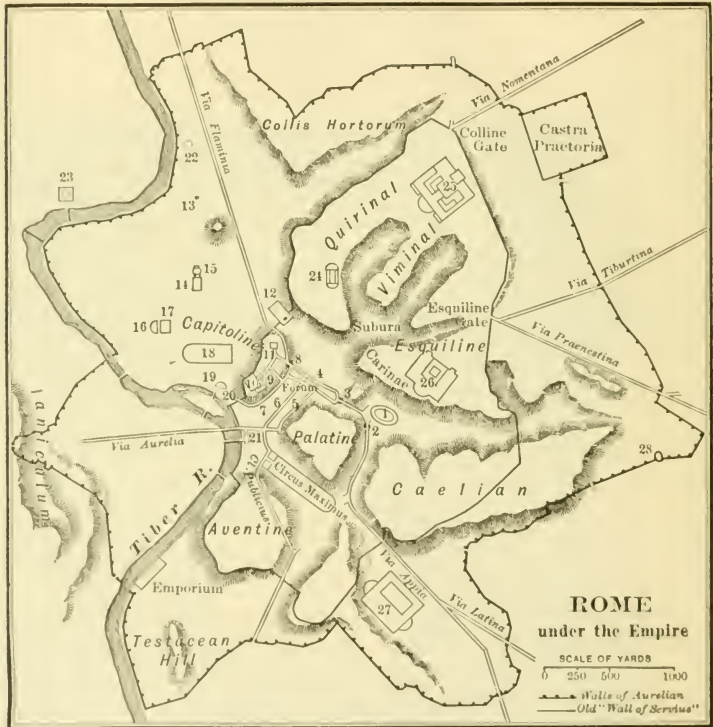 Via Nomentana
Via Flaminia
Collis Hortorum
Colline
Gate
Castra
Praetoria
22
23
13
Quirinal
25
Viminal
15
14
24
Via Tiburtina
12
Esquiline
Gate
16
17
Capitoline
Subura
Via Praenestina
18
11
Esquiline
Carinae
26
8
10
9
4
Forum
3
19
20
7
6
5
1
2
Janiculum
Via Aurelia
21
Palatine
28
Tiber R.
Cl. Publicius
Circus Maximus
Caelian
Aventine
Via Appia
Via Latina
Emporium
27
Testacean
Hill
ROME
under the Empire
SCALE OF YARDS
0 250 500 1000
Walls of Aurelian
Old "Wall of Servius"